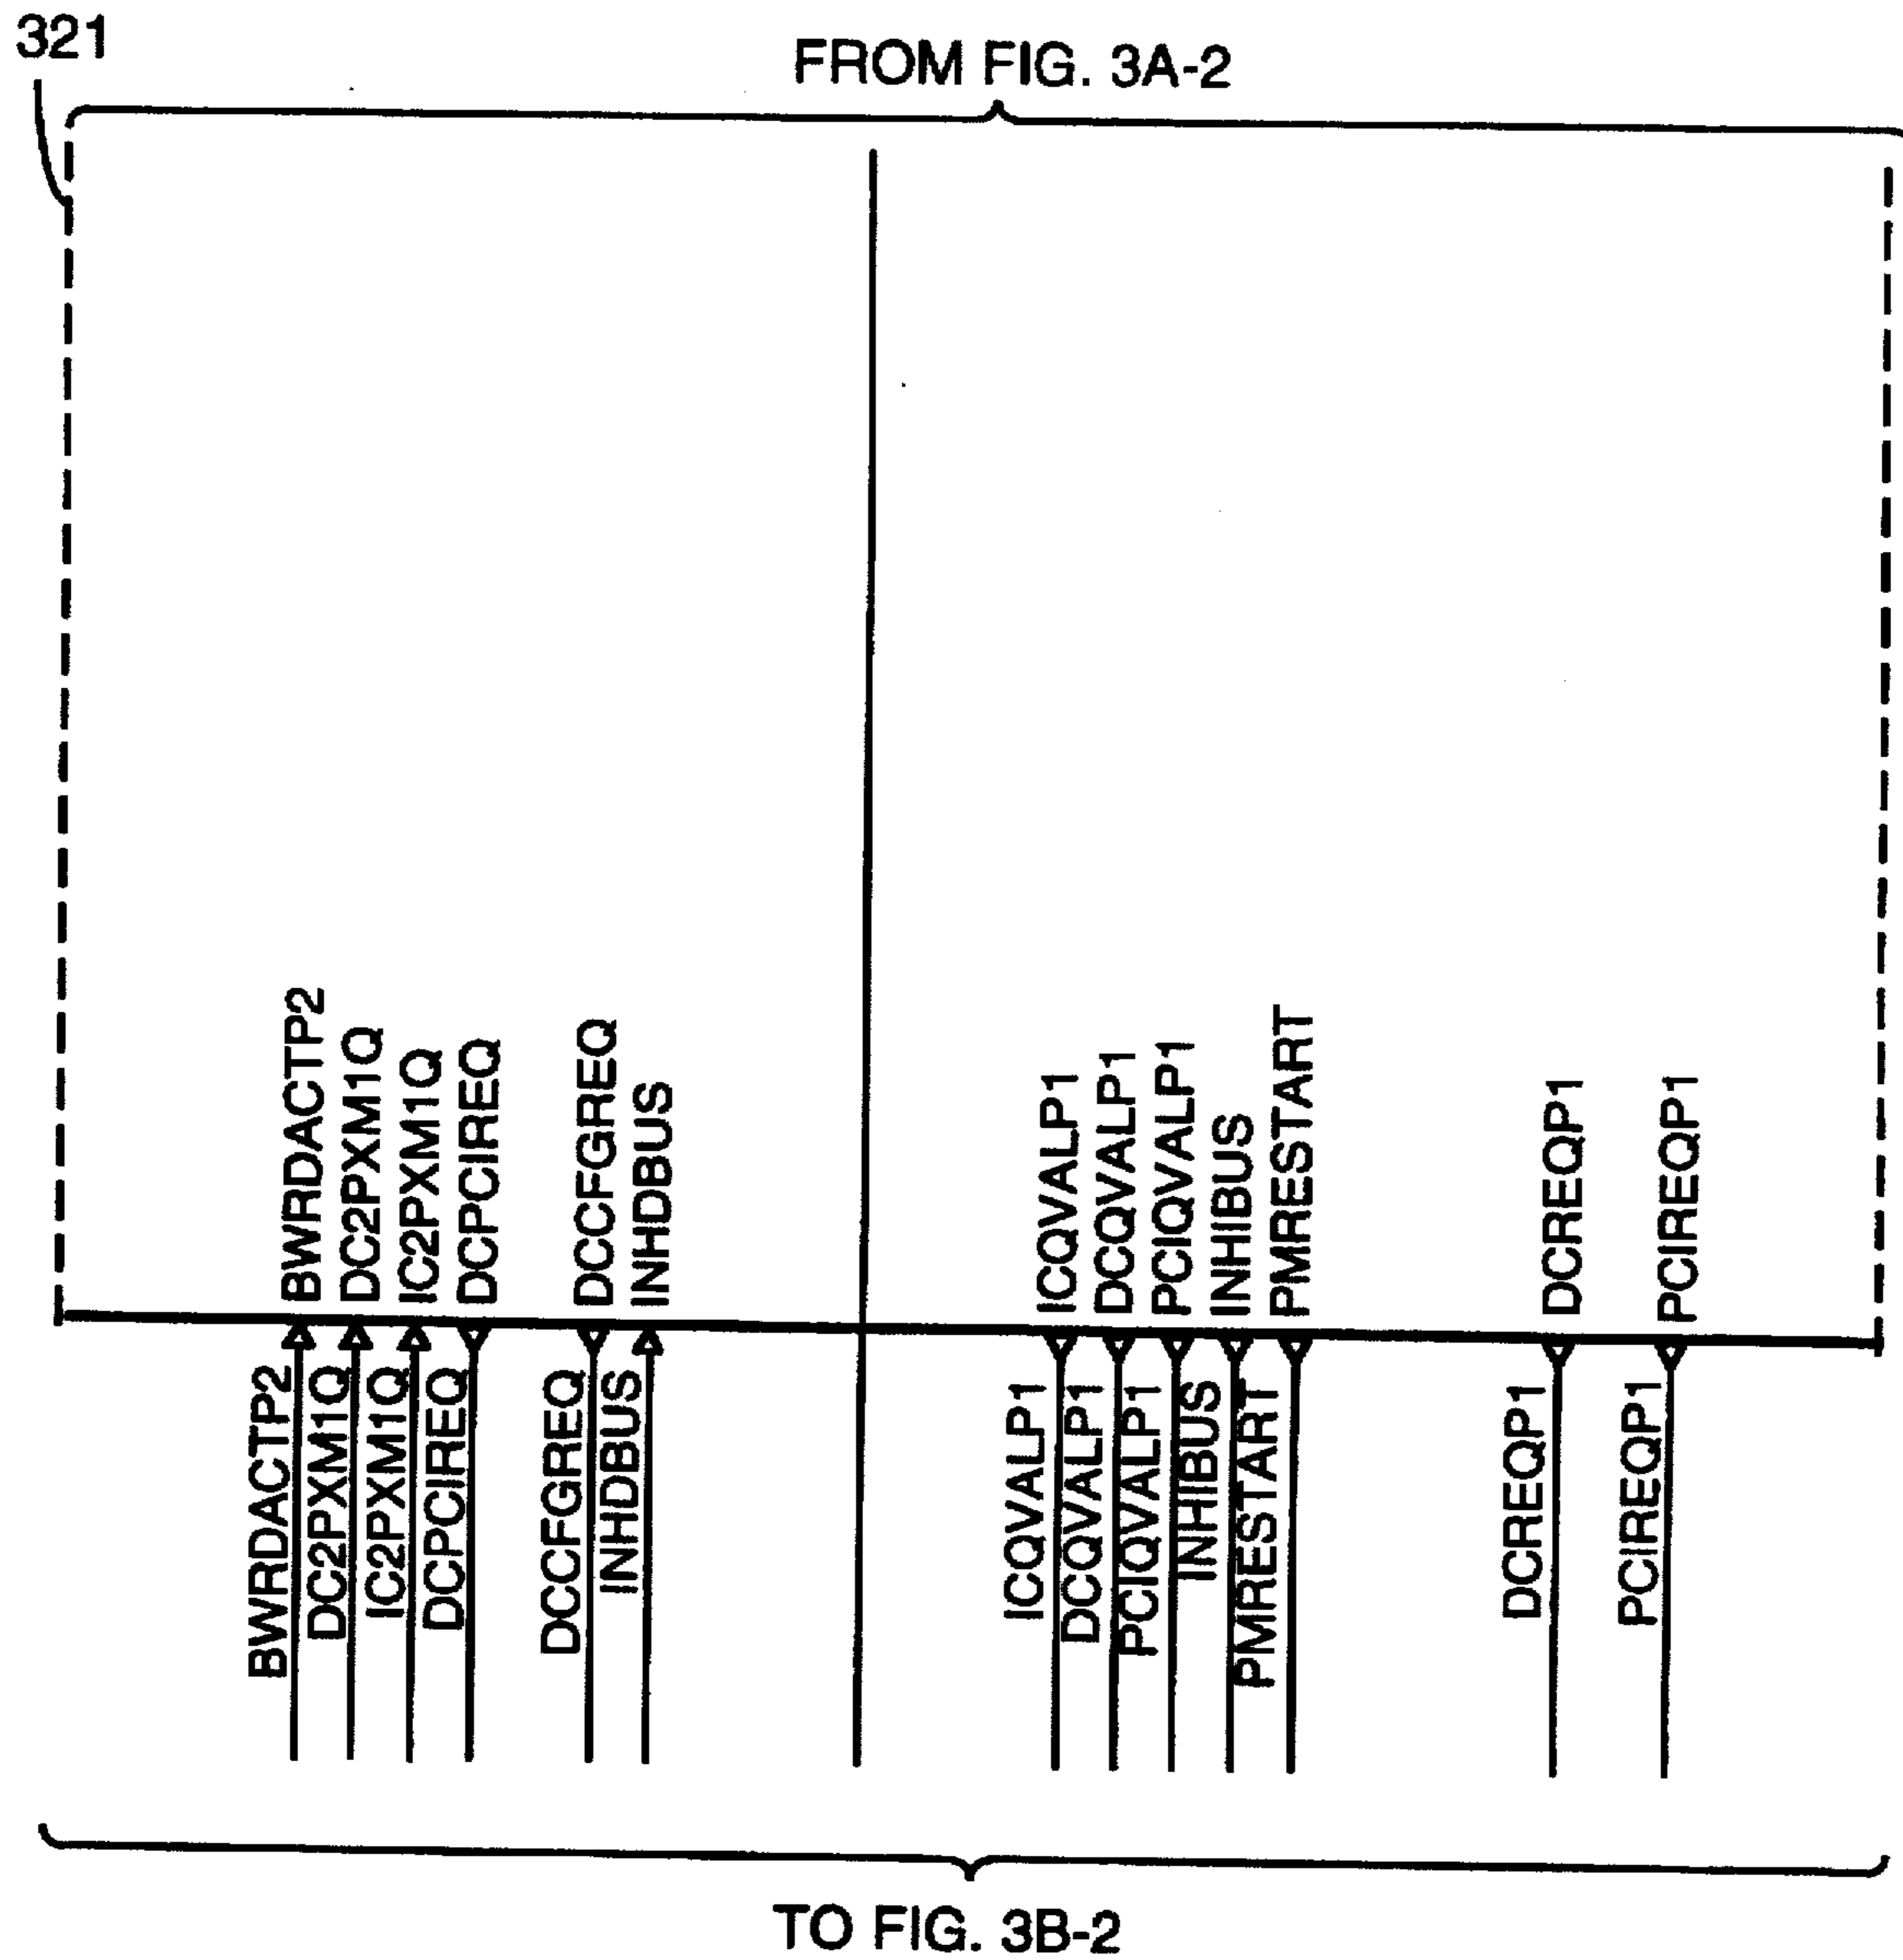 321
FROM FIG. 3A-2
BWRDACTP2
DC2PXM1Q
IC2PXM1Q
DCPCIREQ
DCCFGREQ
INHDBUS
ICQVALP1
DCQVALP1
PCIQVALP1
INHIBUS
PMRESTART
DCREQP1
PCIREQP1
BWRDACTP2
DC2PXM1Q
IC2PXM1Q
DCPCIREQ
DCCFGREQ
INHDBUS
ICQVALP1
DCQVALP1
PCIQVALP1
INHIBUS
PMRESTART
DCREQP1
PCIREQP1
TO FIG. 3B-2